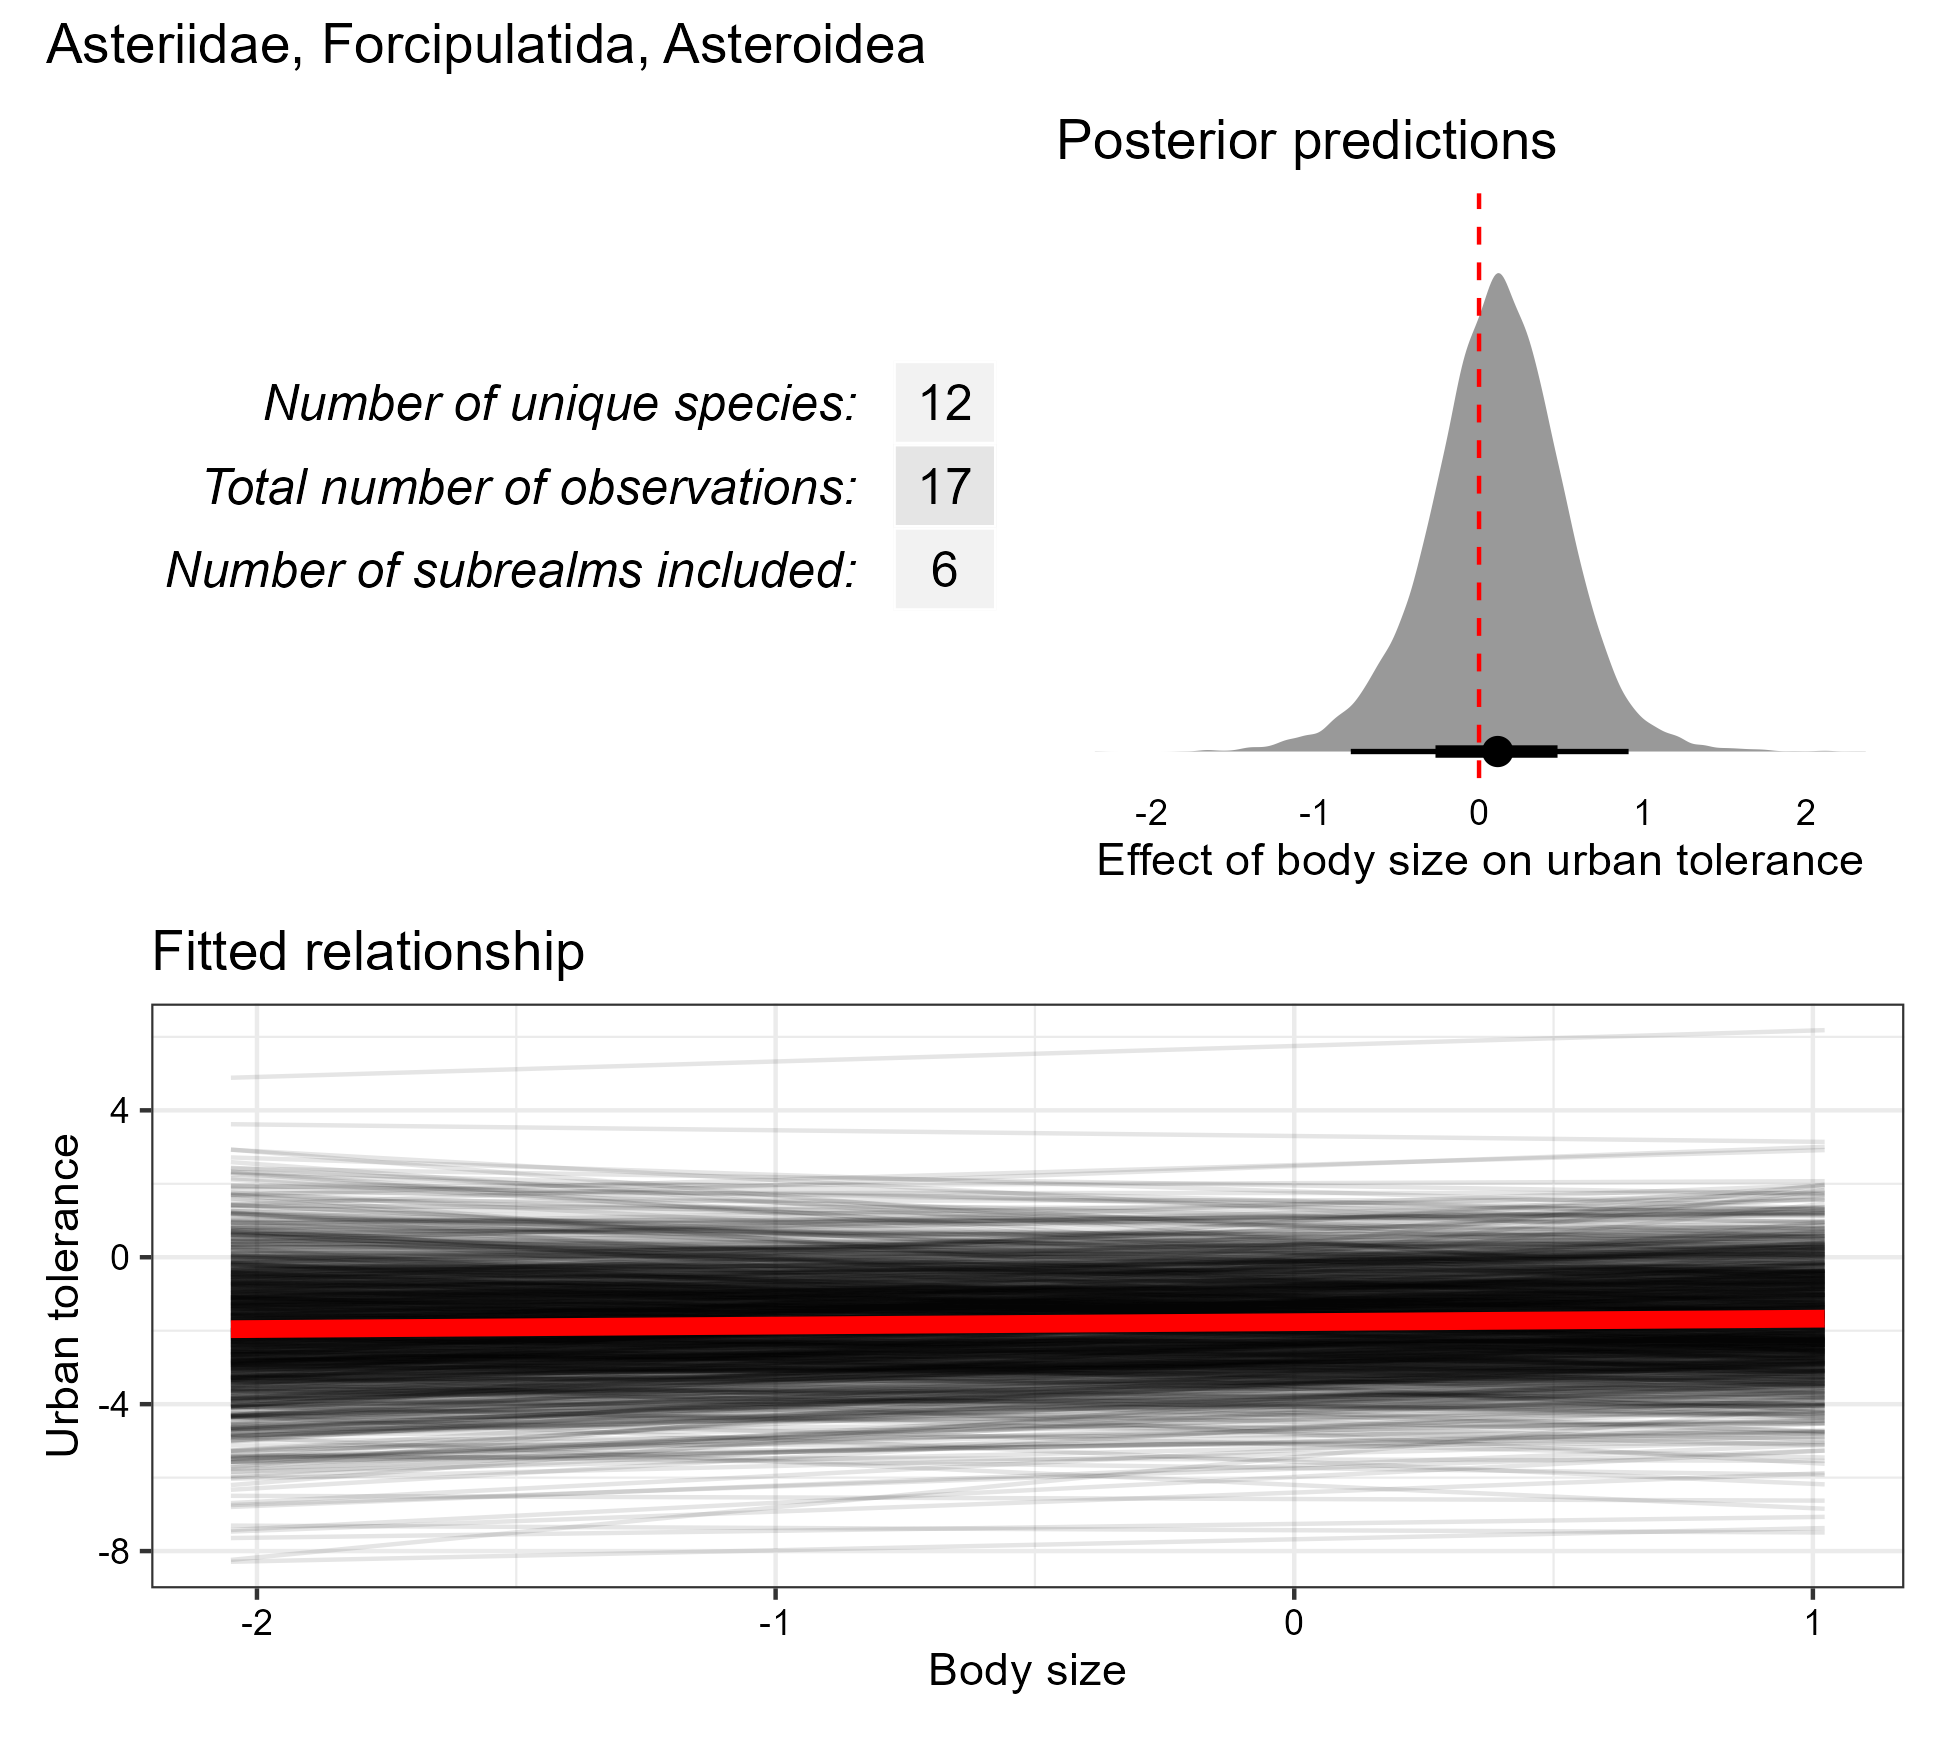 Asteriidae, Forcipulatida, Asteroidea
Posterior predictions
Number of unique species: 12
Total number of observations: 17
Number of subrealms included: 6
-2 -1 0 1 2
Effect of body size on urban tolerance
Fitted relationship
Urban tolerance
4
0
-4
-8
-2 -1 0 1
Body size